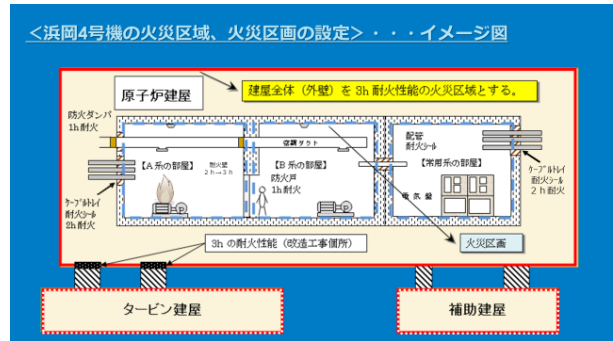 ＜浜岡4号機の火災区域、火災区画の設定＞・・・イメージ図
原子炉建屋
建屋全体（外壁）を 3h 耐火性能の火災区域とする。
防火ダンパ
1h耐火
空調ダクト
配管
耐火シール
【A系の部屋】
耐火壁
2h→3h
【B系の部屋】
防火戸
1h耐火
【常用系の部屋】
電気盤
ケーブルトレイ
耐火シール
2h耐火
ケーブルトレイ
耐火シール
2h耐火
3h の耐火性能（改造工事個所）
火災区画
タービン建屋
補助建屋